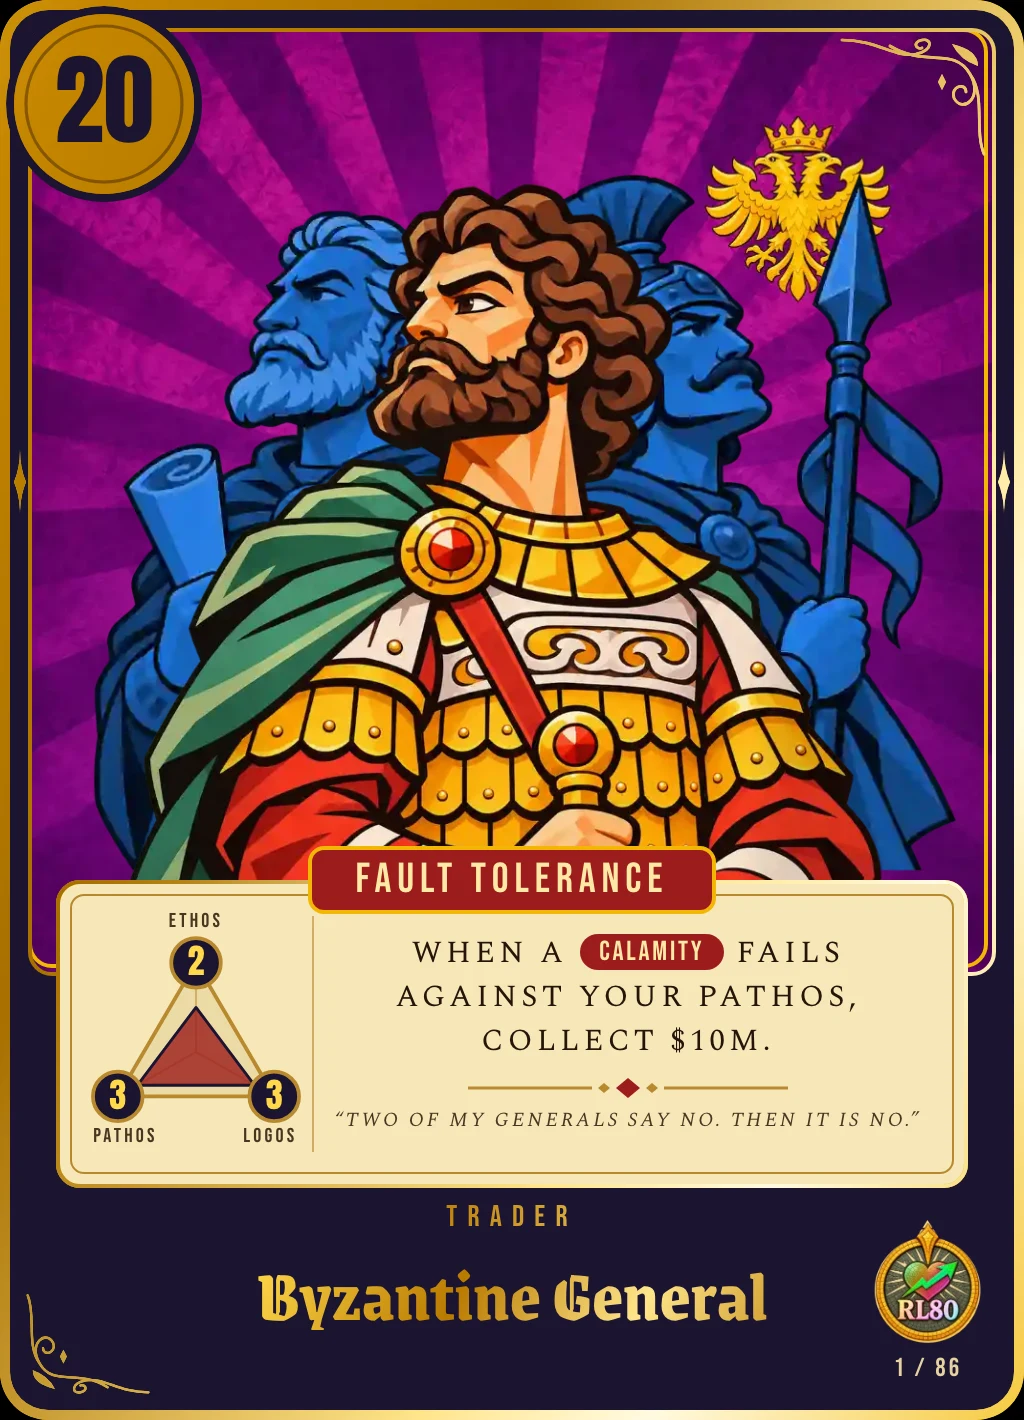 20
FAULT TOLERANCE
ETHOS
2
3
3
PATHOS
LOGOS
WHEN A CALAMITY FAILS
AGAINST YOUR PATHOS,
COLLECT $10M.
“TWO OF MY GENERALS SAY NO. THEN IT IS NO.”
TRADER
Byzantine General
RL80
1 / 86